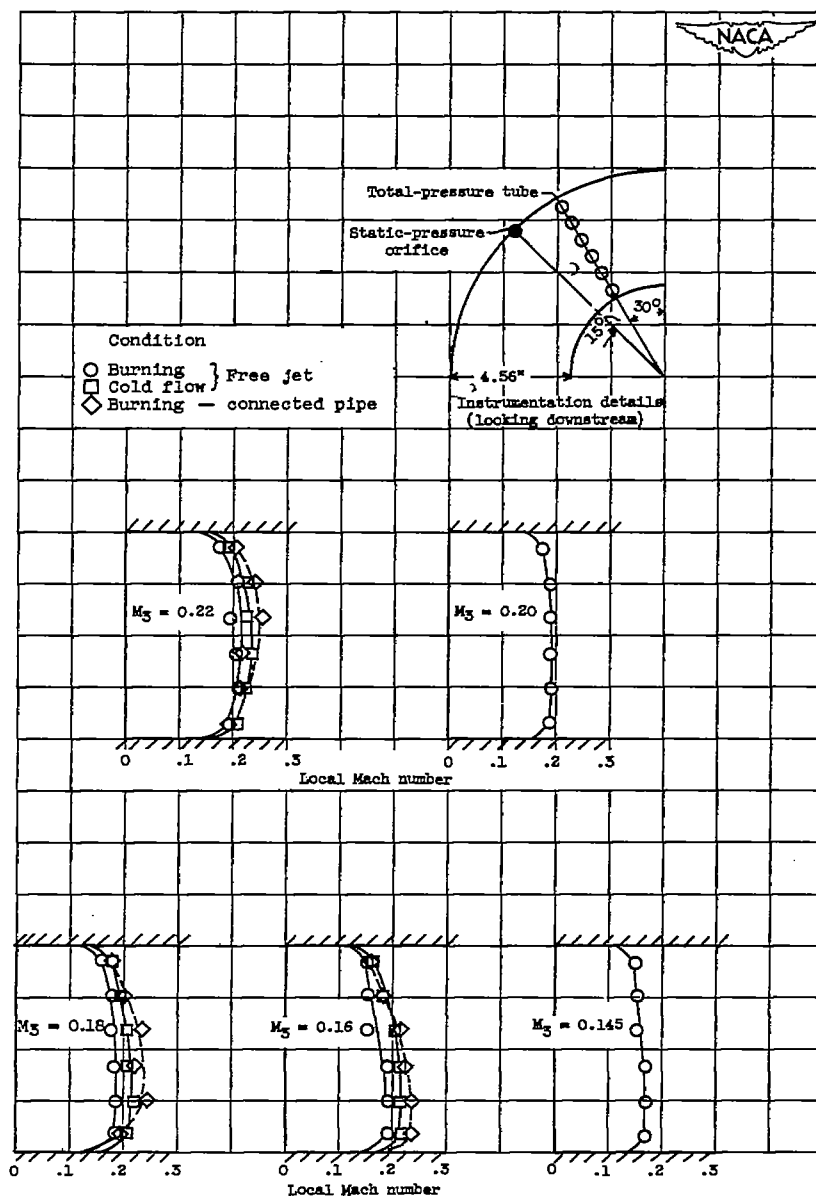 NACA
Total-pressure tube
Static-pressure
orifice
30°
15°
4.56"
Instrumentation details
(looking downstream)
Condition
Burning
Cold flow } Free jet
Burning — connected pipe
M3 = 0.22
0 .1 .2 .3
M3 = 0.20
0 .1 .2 .3
Local Mach number
M3 = 0.18
0 .1 .2 .3
M3 = 0.16
0 .1 .2 .3
M3 = 0.145
0 .1 .2 .3
Local Mach number